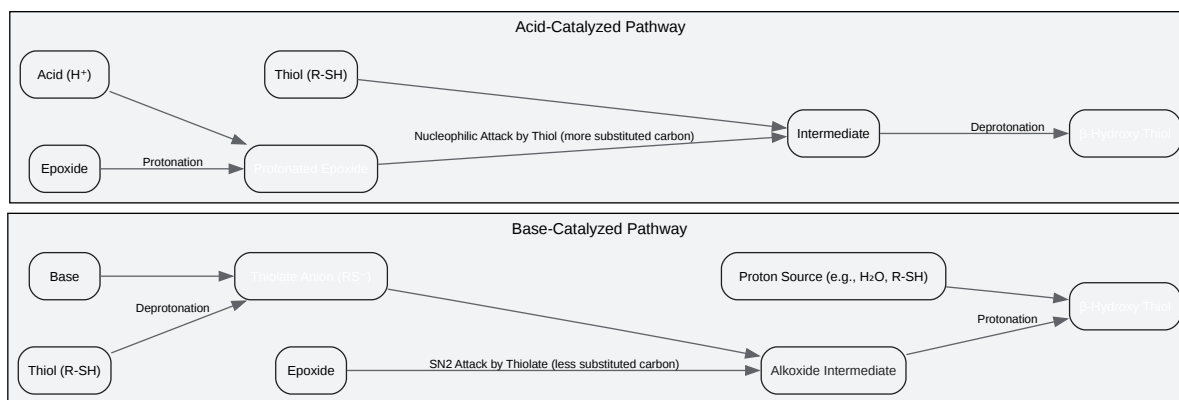 Acid-Catalyzed Pathway
Acid (H⁺)
Thiol (R-SH)
Nucleophilic Attack by Thiol (more substituted carbon)
Intermediate
Deprotonation
β-Hydroxy Thiol
Epoxide
Protonation
Protonated Epoxide
Base-Catalyzed Pathway
Base
Thiolate Anion (RS⁻)
Proton Source (e.g., H₂O, R-SH)
β-Hydroxy Thiol
Deprotonation
Protonation
Thiol (R-SH)
Epoxide
SN2 Attack by Thiolate (less substituted carbon)
Alkoxide Intermediate